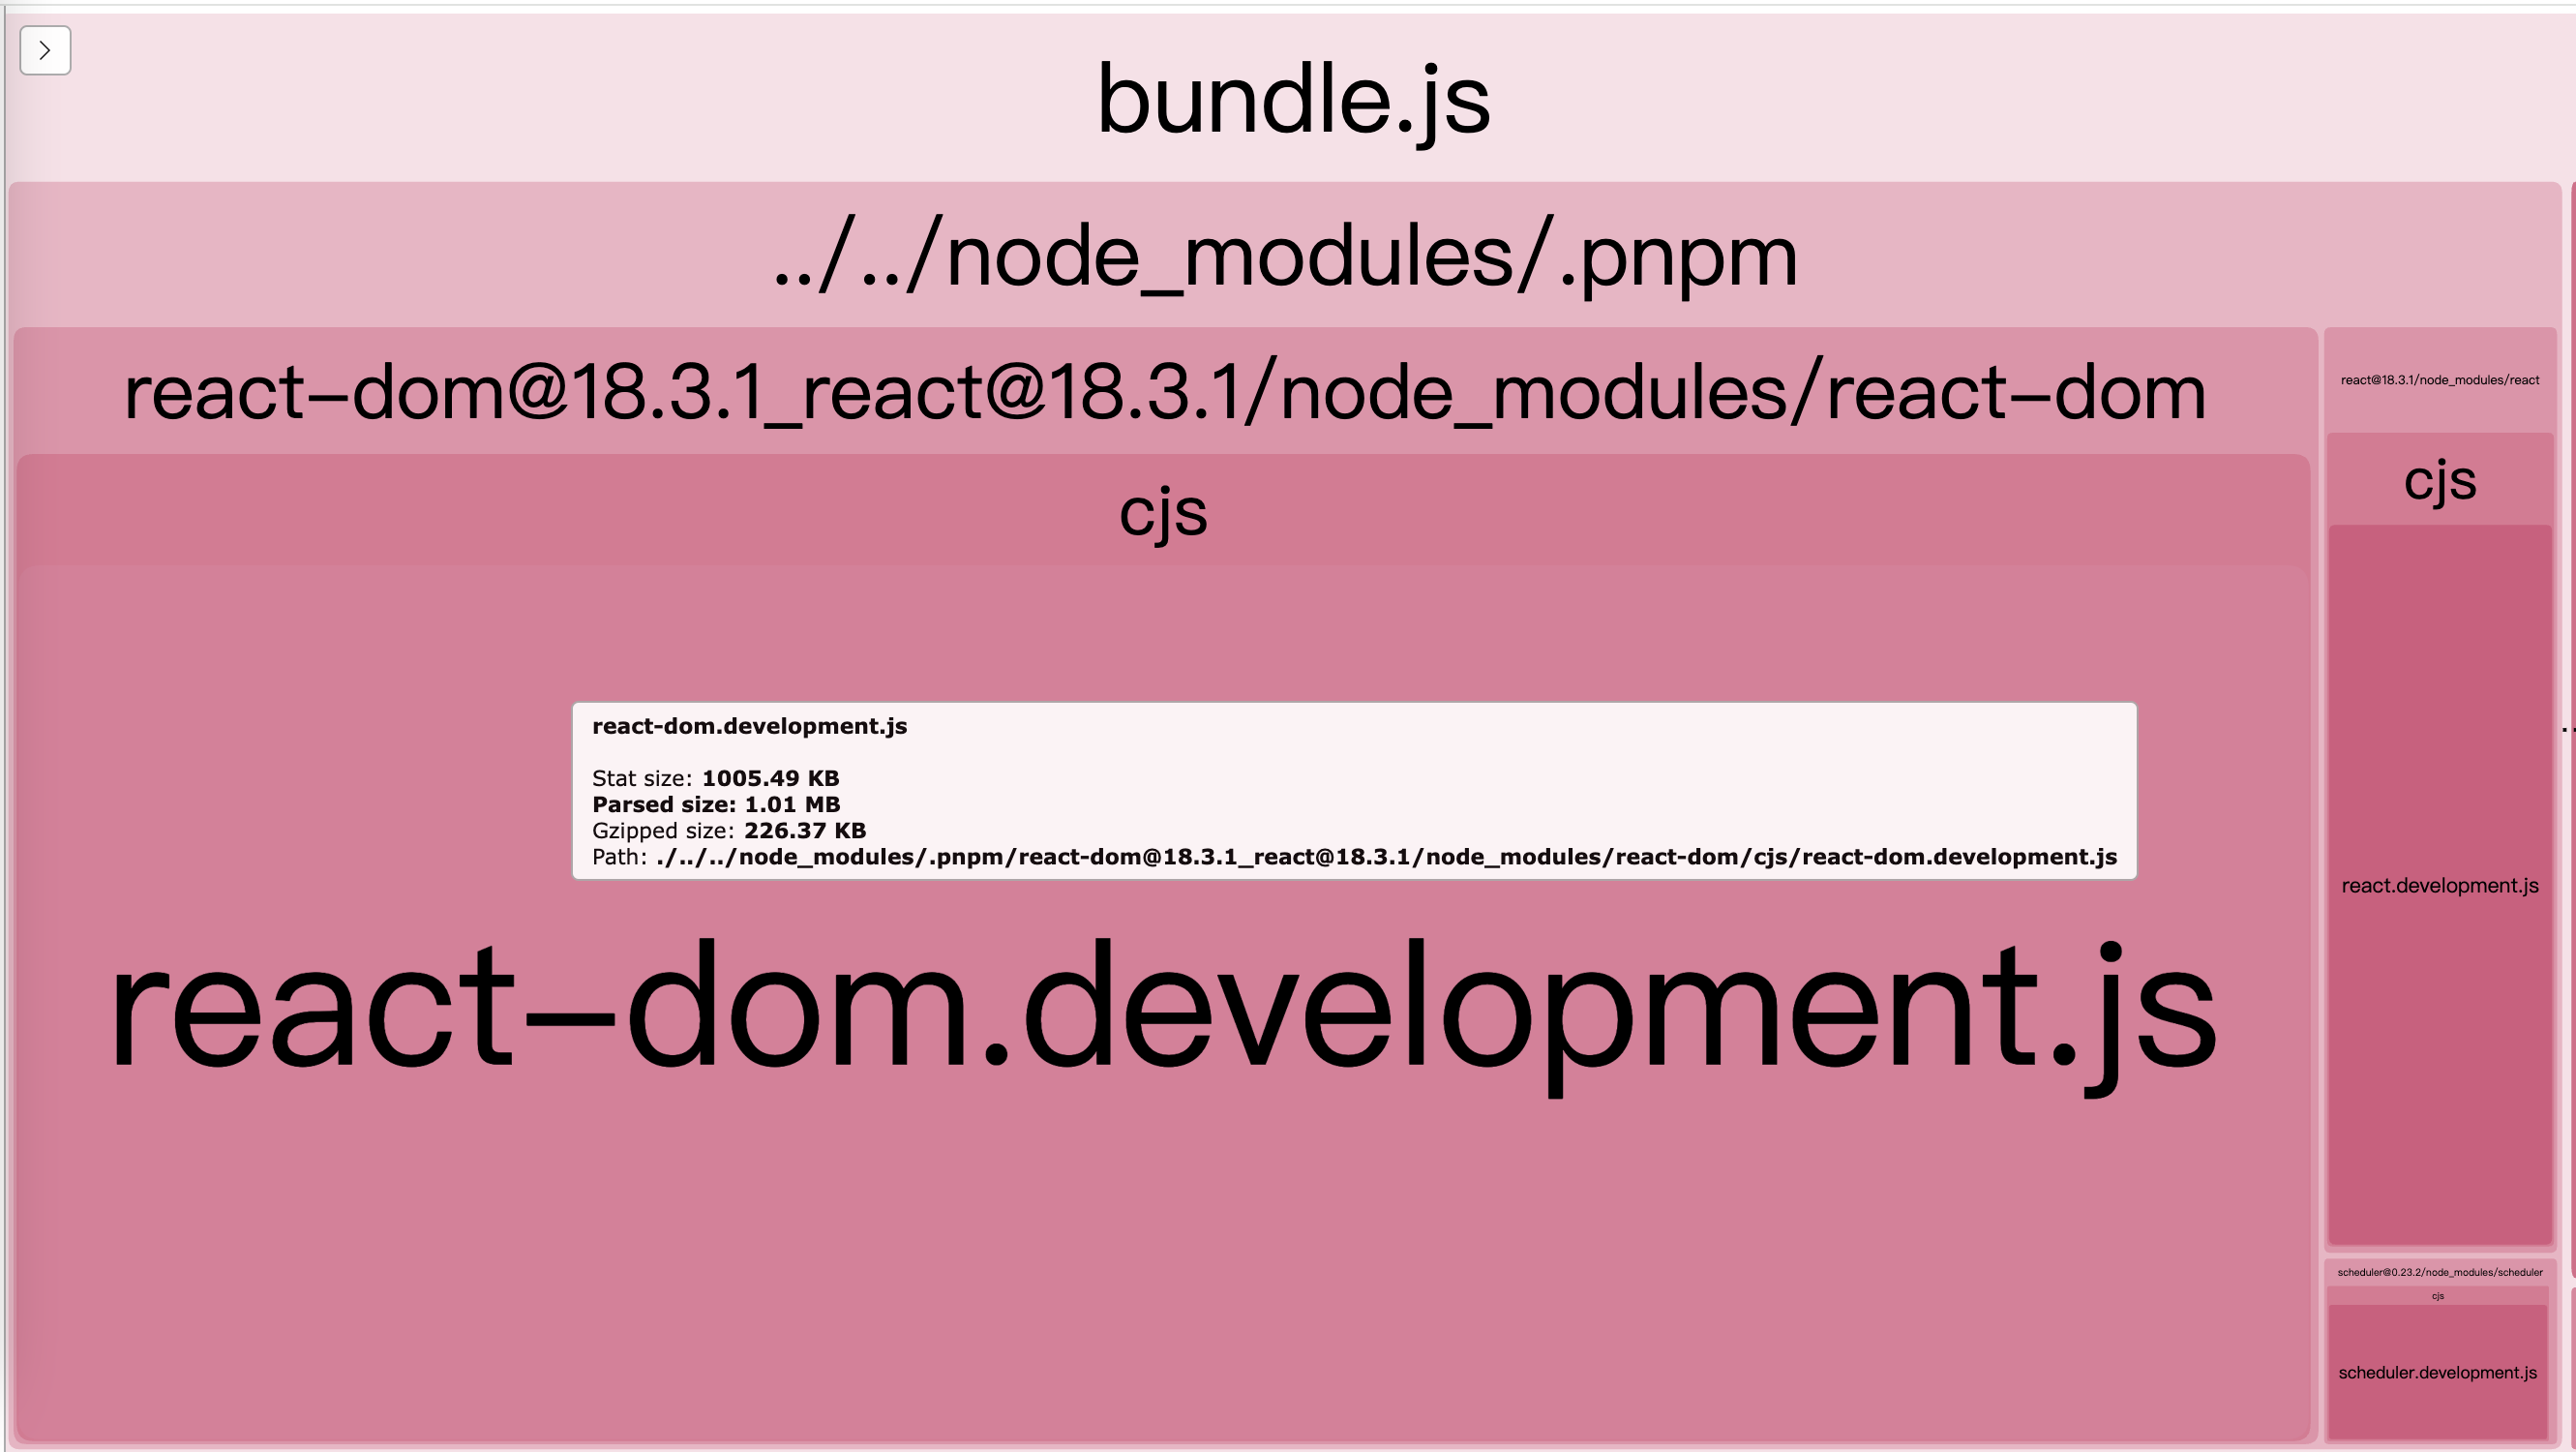 bundle.js
../../node_modules/.pnpm
react-dom@18.3.1_react@18.3.1/node_modules/react-dom
react@18.3.1/node_modules/react
cjs
cjs
react-dom.development.js
Stat size: 1005.49 KB
Parsed size: 1.01 MB
Gzipped size: 226.37 KB
Path: ./../../node_modules/.pnpm/react-dom@18.3.1_react@18.3.1/node_modules/react-dom/cjs/react-dom.development.js
react.development.js
react-dom.development.js
scheduler@0.23.2/node_modules/scheduler
cjs
scheduler.development.js